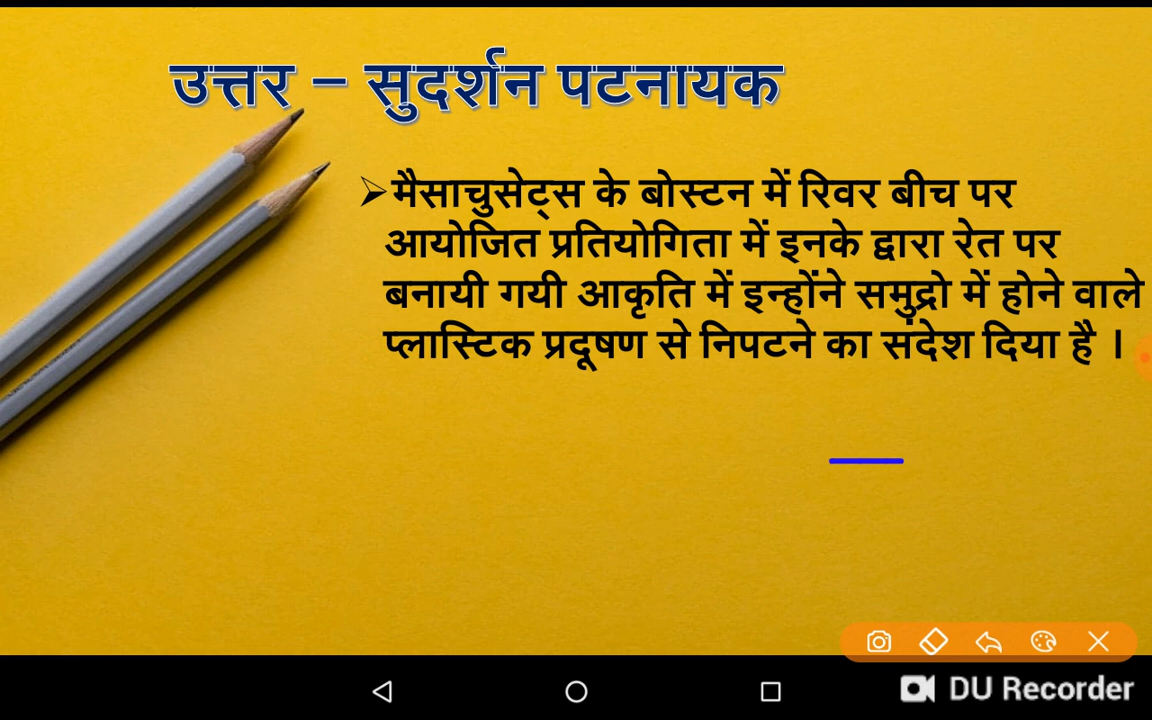 उत्तर – सुदर्शन पटनायक
➢मैसाचुसेट्स के बोस्टन में रिवर बीच पर
आयोजित प्रतियोगिता में इनके द्वारा रेत पर
बनायी गयी आकृति में इन्होंने समुद्रो में होने वाले
प्लास्टिक प्रदूषण से निपटने का संदेश दिया है ।
DU Recorder